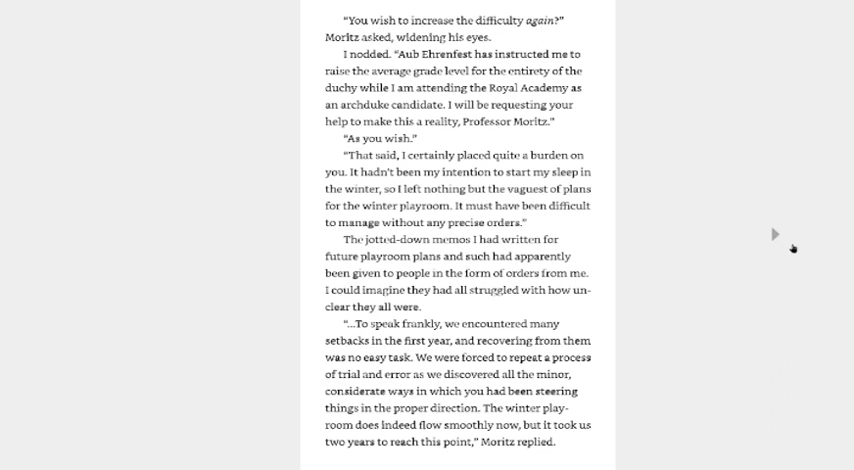 “You wish to increase the difficulty again?”
Moritz asked, widening his eyes.
I nodded. “Aub Ehrenfest has instructed me to
raise the average grade level for the entirety of the
duchy while I am attending the Royal Academy as
an archduke candidate. I will be requesting your
help to make this a reality, Professor Moritz.”
“As you wish.”
“That said, I certainly placed quite a burden on
you. It hadn’t been my intention to start my sleep in
the winter, so I left nothing but the vaguest of plans
for the winter playroom. It must have been difficult
to manage without any precise orders.”
The jotted-down memos I had written for
future playroom plans and such had apparently
been given to people in the form of orders from me.
I could imagine they had all struggled with how un-
clear they all were.
“...To speak frankly, we encountered many
setbacks in the first year, and recovering from them
was no easy task. We were forced to repeat a process
of trial and error as we discovered all the minor,
considerate ways in which you had been steering
things in the proper direction. The winter play-
room does indeed flow smoothly now, but it took us
two years to reach this point,” Moritz replied.